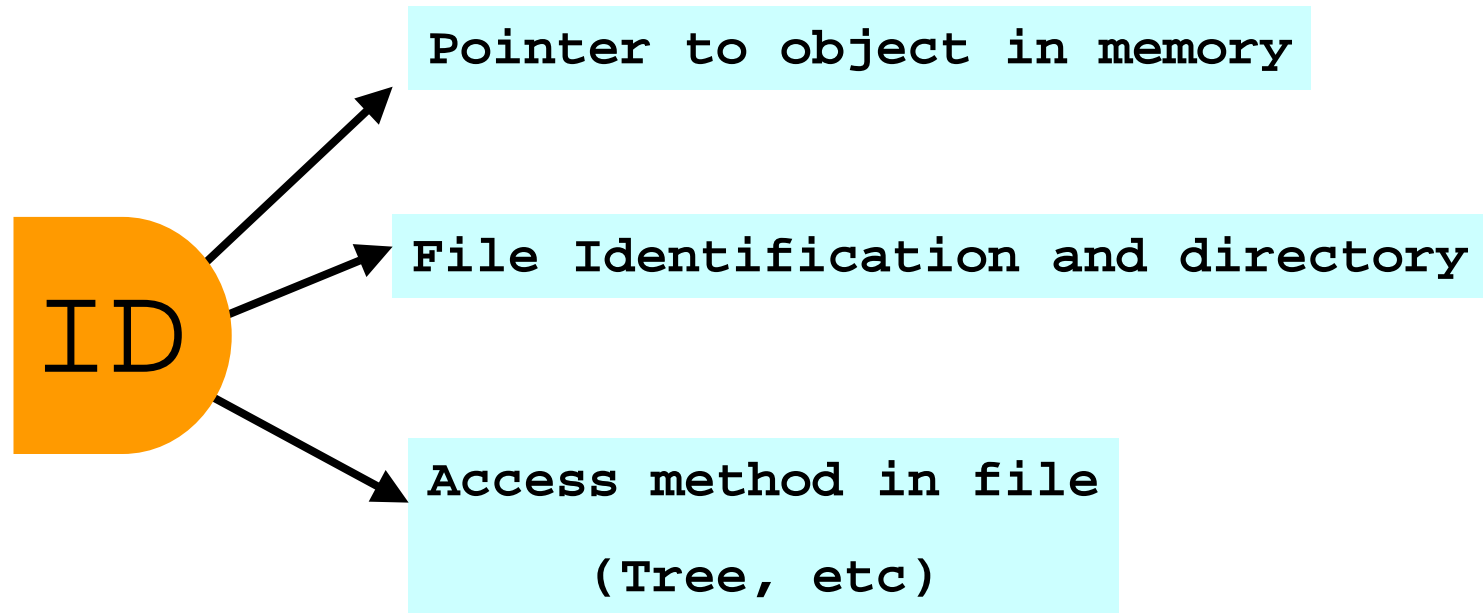 Pointer to object in memory
File Identification and directory
ID
Access method in file
(Tree, etc)